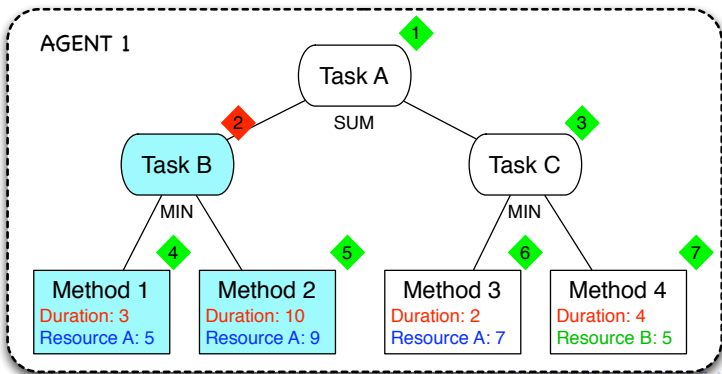 AGENT 1
1
Task A
SUM
2
3
Task B
Task C
MIN
MIN
4
5
6
7
Method 1
Duration: 3
Resource A: 5
Method 2
Duration: 10
Resource A: 9
Method 3
Duration: 2
Resource A: 7
Method 4
Duration: 4
Resource B: 5